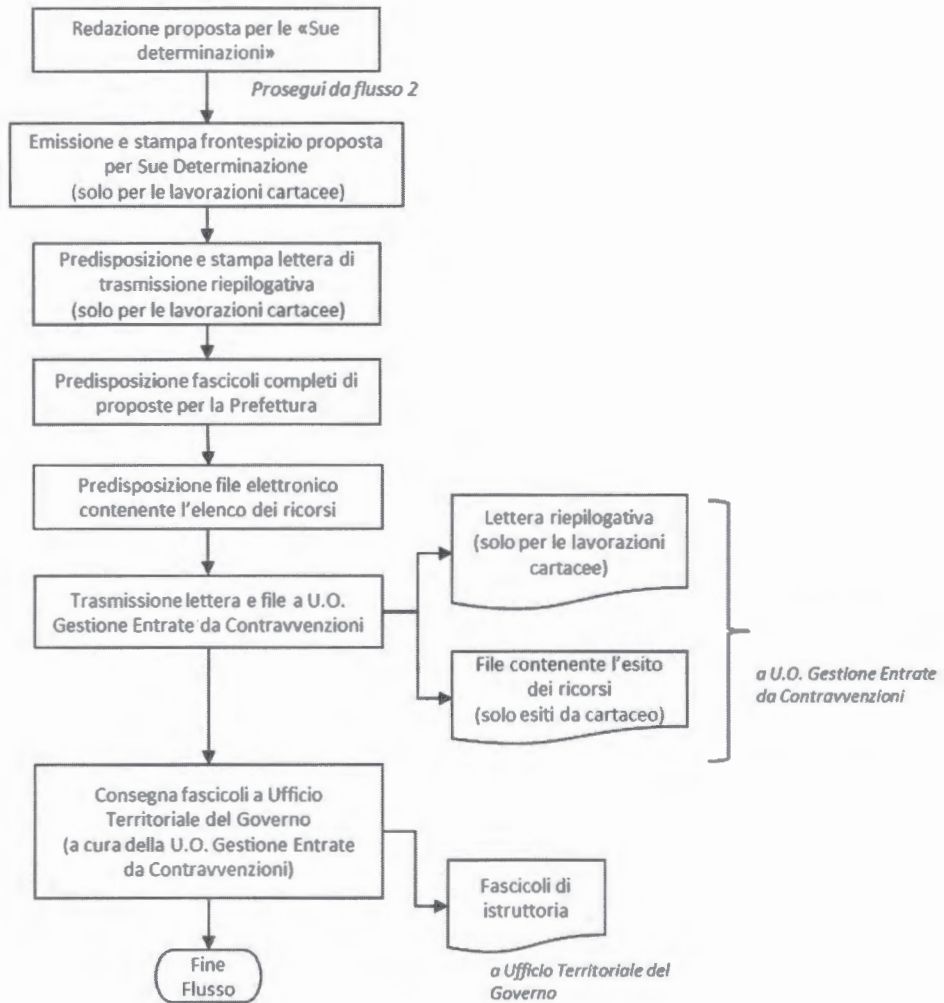 Redazione proposta per le «Sue
determinazioni»
Prosegui da flusso 2
Emissione e stampa frontespizio proposta
per Sue Determinazione
(solo per le lavorazioni cartacee)
Predisposizione e stampa lettera di
trasmissione riepilogativa
(solo per le lavorazioni cartacee)
Predisposizione fascicoli completi di
proposte per la Prefettura
Predisposizione file elettronico
contenente l'elenco dei ricorsi
Lettera riepilogativa
(solo per le lavorazioni
cartacee)
Trasmissione lettera e file a U.O.
Gestione Entrate da Contravvenzioni
File contenente l'esito
dei ricorsi
(solo esiti da cartaceo)
a U.O. Gestione Entrate
da Contravvenzioni
Consegna fascicoli a Ufficio
Territoriale del Governo
(a cura della U.O. Gestione Entrate
da Contravvenzioni)
Fascicoli di
istruttoria
a Ufficio Territoriale del
Governo
Fine
Flusso